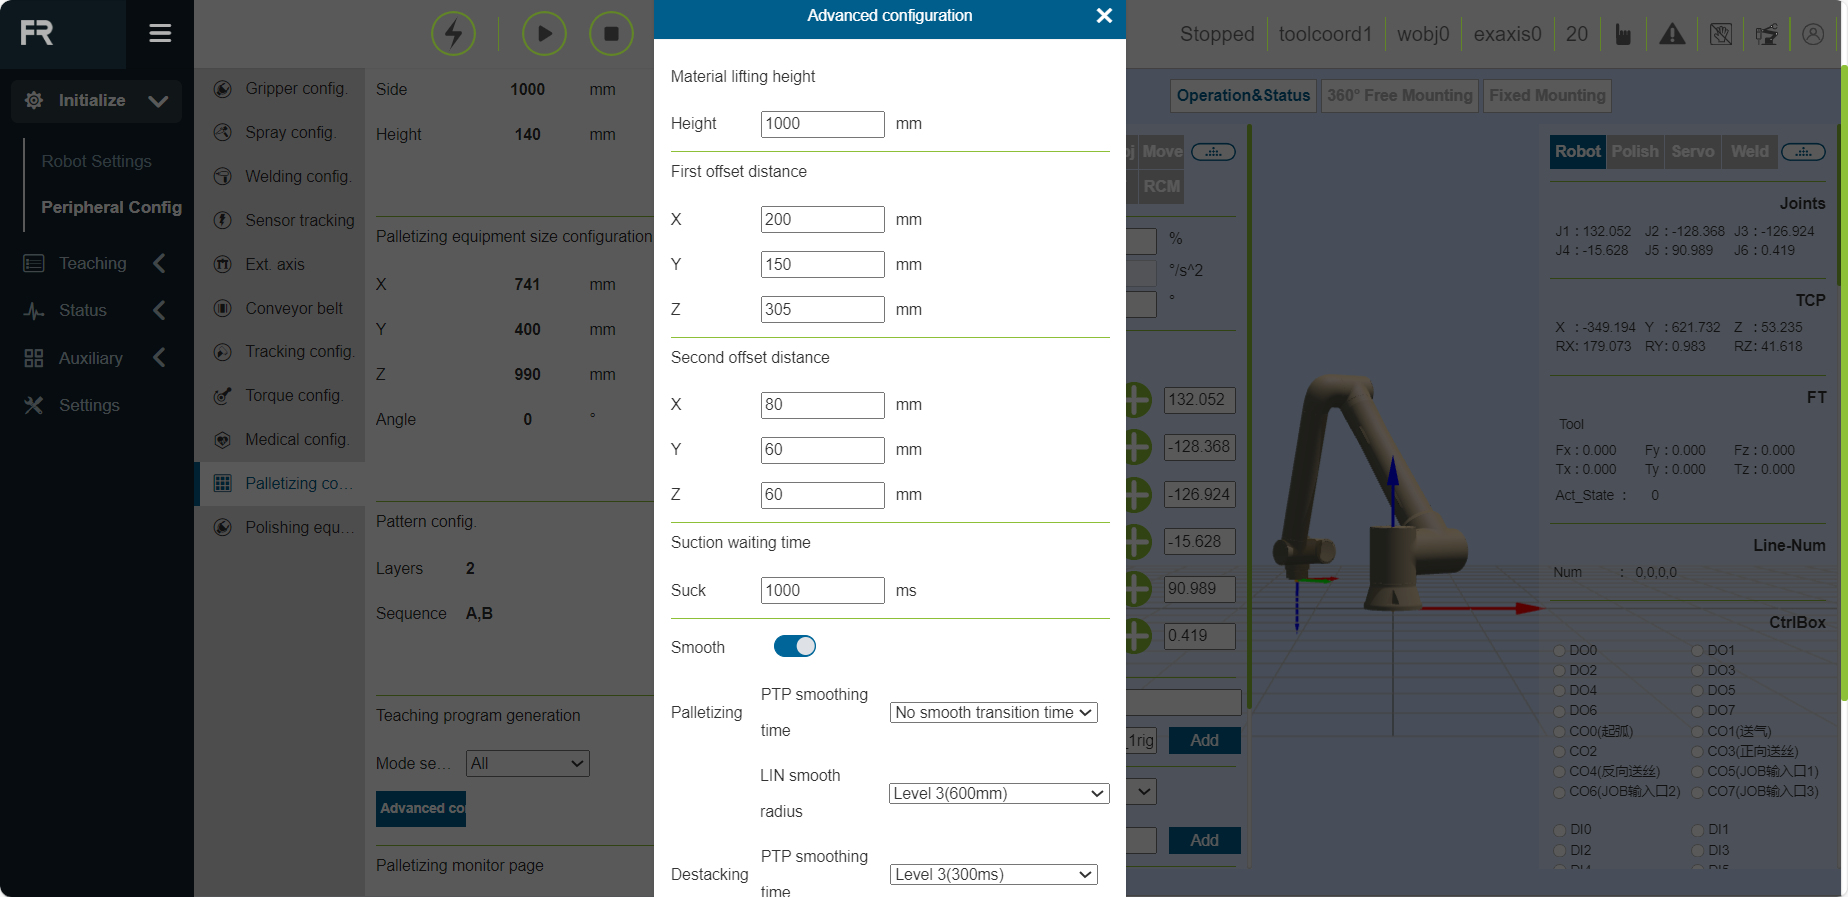 FR
Initialize
Robot Settings
Peripheral Config
Teaching
Status
Auxiliary
Settings
Gripper config.
Spray config.
Welding config.
Sensor tracking
Ext. axis
Conveyor belt
Tracking config.
Torque config.
Medical config.
Palletizing co...
Polishing equ...
Side 1000 mm
Height 140 mm
Palletizing equipment size configuration
X 741 mm
Y 400 mm
Z 990 mm
Angle 0 °
Pattern config.
Layers 2
Sequence A,B
Teaching program generation
Mode se... All
Advanced co
Palletizing monitor page
Advanced configuration
Material lifting height
Height 1000 mm
First offset distance
X 200 mm
Y 150 mm
Z 305 mm
Second offset distance
X 80 mm
Y 60 mm
Z 60 mm
Suction waiting time
Suck 1000 ms
Smooth
Palletizing PTP smoothing time No smooth transition time
LIN smooth radius Level 3(600mm)
Destacking PTP smoothing time Level 3(300ms)
Stopped toolcoord1 wobj0 exaxis0 20
Operation&Status 360° Free Mounting Fixed Mounting
Move
RCM
%
°/s^2
°
132.052
-128.368
-126.924
-15.628
90.989
0.419
_1rig Add
Add
Robot Polish Servo Weld
Joints
J1 : 132.052 J2 : -128.368 J3 : -126.924
J4 : -15.628 J5 : 90.989 J6 : 0.419
TCP
X : -349.194 Y : 621.732 Z : 53.235
RX: 179.073 RY: 0.983 RZ: 41.618
FT
Tool
Fx : 0.000 Fy : 0.000 Fz : 0.000
Tx : 0.000 Ty : 0.000 Tz : 0.000
Act_State : 0
Line-Num
Num : 0,0,0,0
CtrlBox
DO0 DO1
DO2 DO3
DO4 DO5
DO6 DO7
CO0(起弧) CO1(送气)
CO2 CO3(正向送丝)
CO4(反向送丝) CO5(JOB输入口1)
CO6(JOB输入口2) CO7(JOB输入口3)
DI0 DI1
DI2 DI3